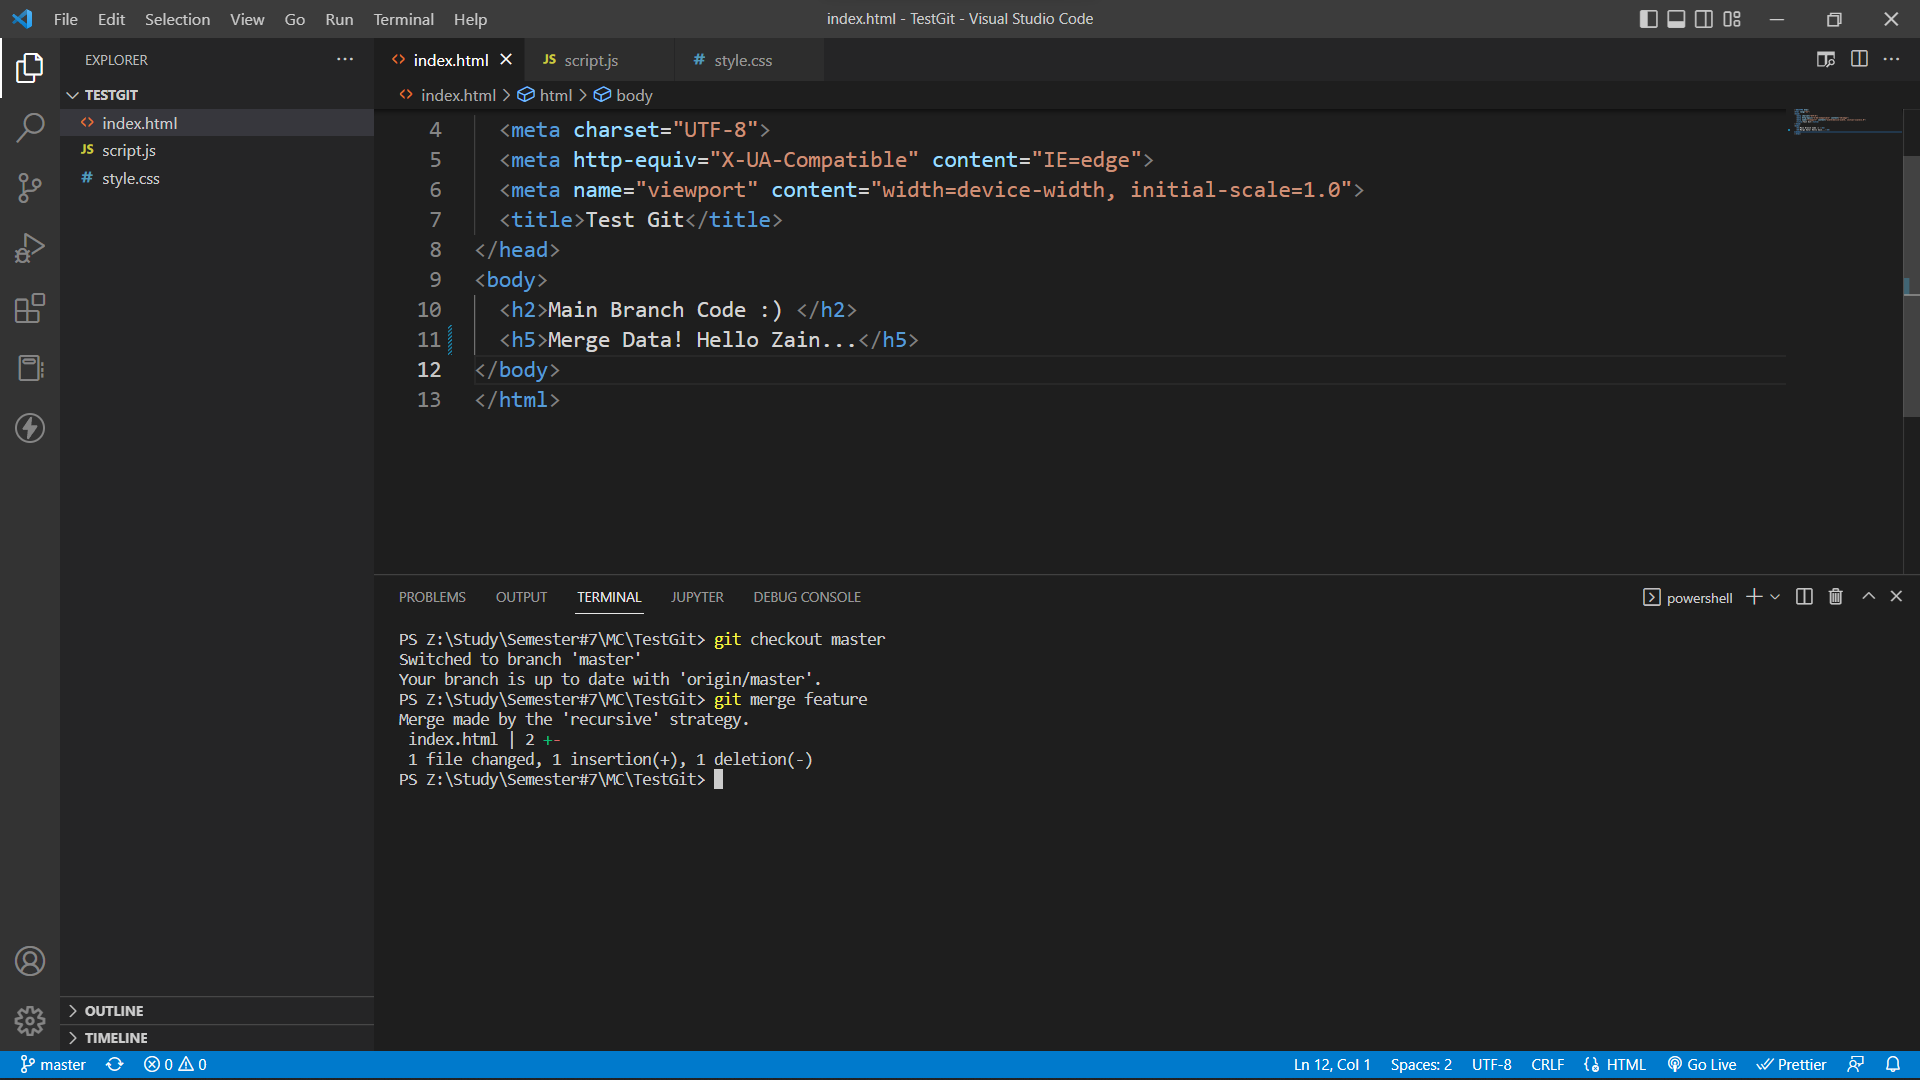 File Edit Selection View Go Run Terminal Help
index.html - TestGit - Visual Studio Code
EXPLORER
TESTGIT
index.html
JS script.js
# style.css
OUTLINE
TIMELINE
index.html
JS script.js
# style.css
index.html > html > body
4 <meta charset="UTF-8">
5 <meta http-equiv="X-UA-Compatible" content="IE=edge">
6 <meta name="viewport" content="width=device-width, initial-scale=1.0">
7 <title>Test Git</title>
8 </head>
9 <body>
10 <h2>Main Branch Code :) </h2>
11 <h5>Merge Data! Hello Zain...</h5>
12 </body>
13 </html>
PROBLEMS OUTPUT TERMINAL JUPYTER DEBUG CONSOLE
powershell
PS Z:\Study\Semester#7\MC\TestGit> git checkout master
Switched to branch 'master'
Your branch is up to date with 'origin/master'.
PS Z:\Study\Semester#7\MC\TestGit> git merge feature
Merge made by the 'recursive' strategy.
index.html | 2 +-
1 file changed, 1 insertion(+), 1 deletion(-)
PS Z:\Study\Semester#7\MC\TestGit>
master 0 0
Ln 12, Col 1 Spaces: 2 UTF-8 CRLF HTML Go Live Prettier